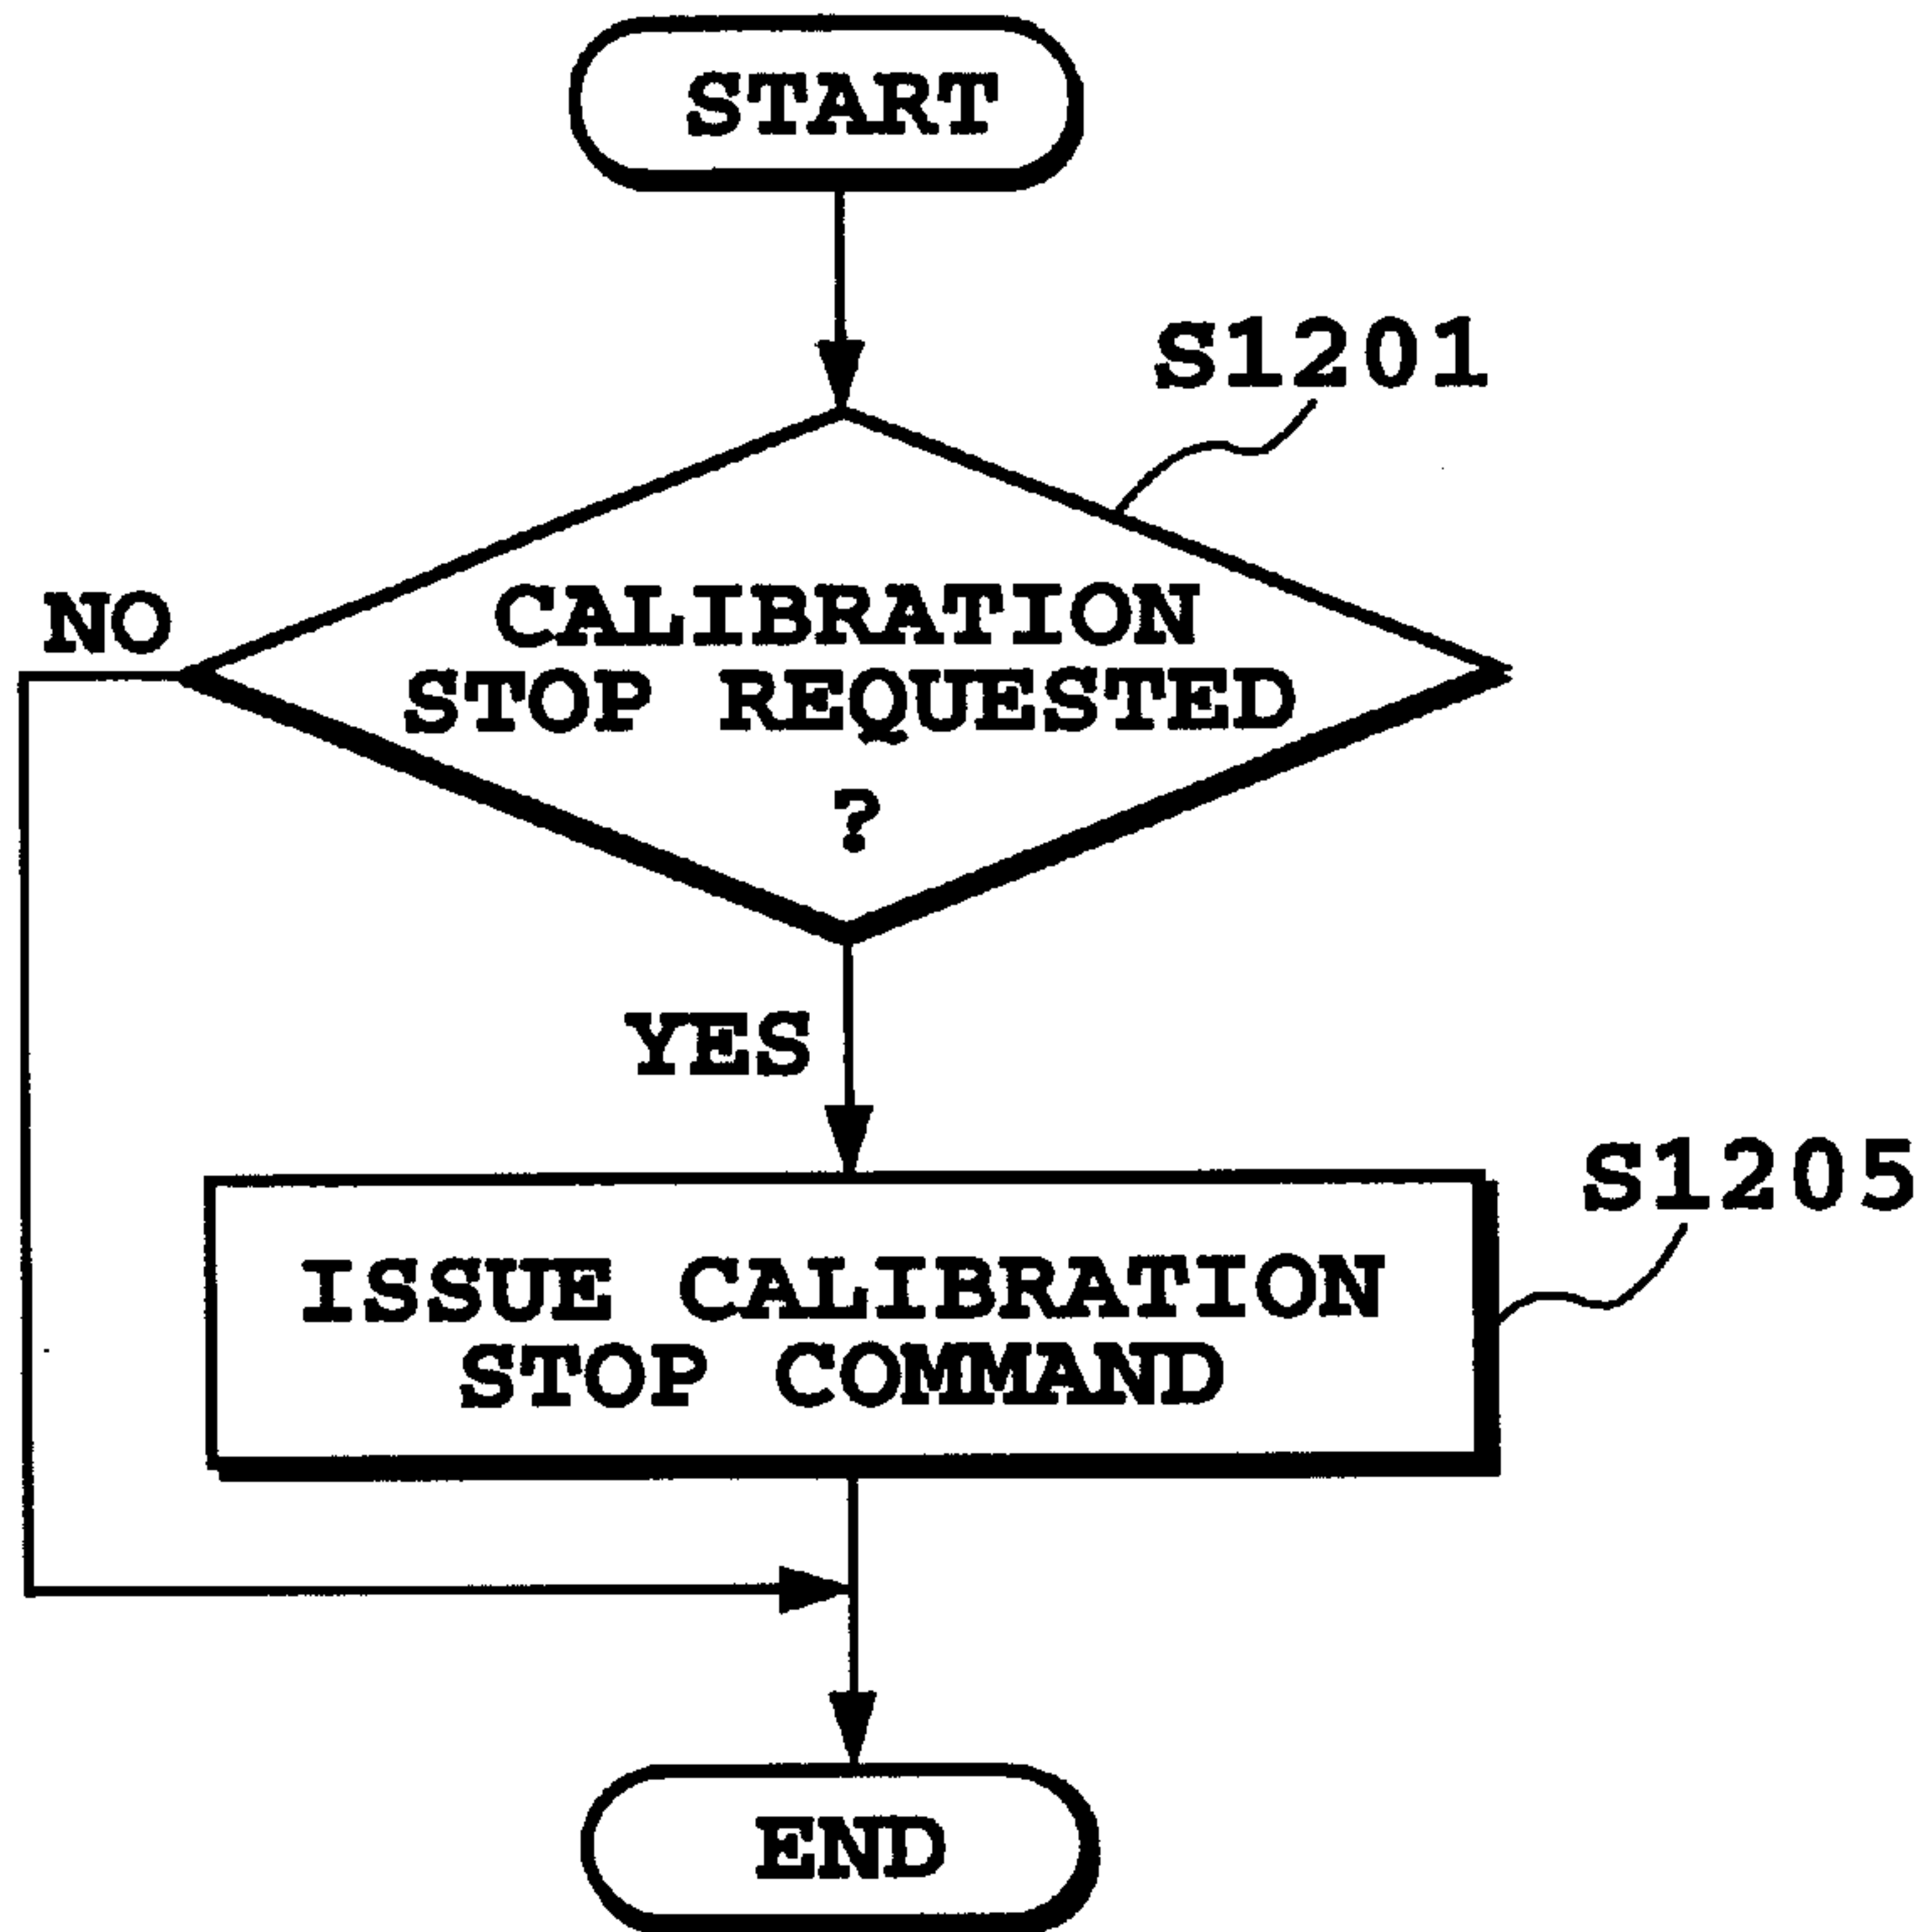 START
S1201
NO
CALIBRATION
STOP REQUESTED
?
YES
S1205
ISSUE CALIBRATION
STOP COMMAND
END